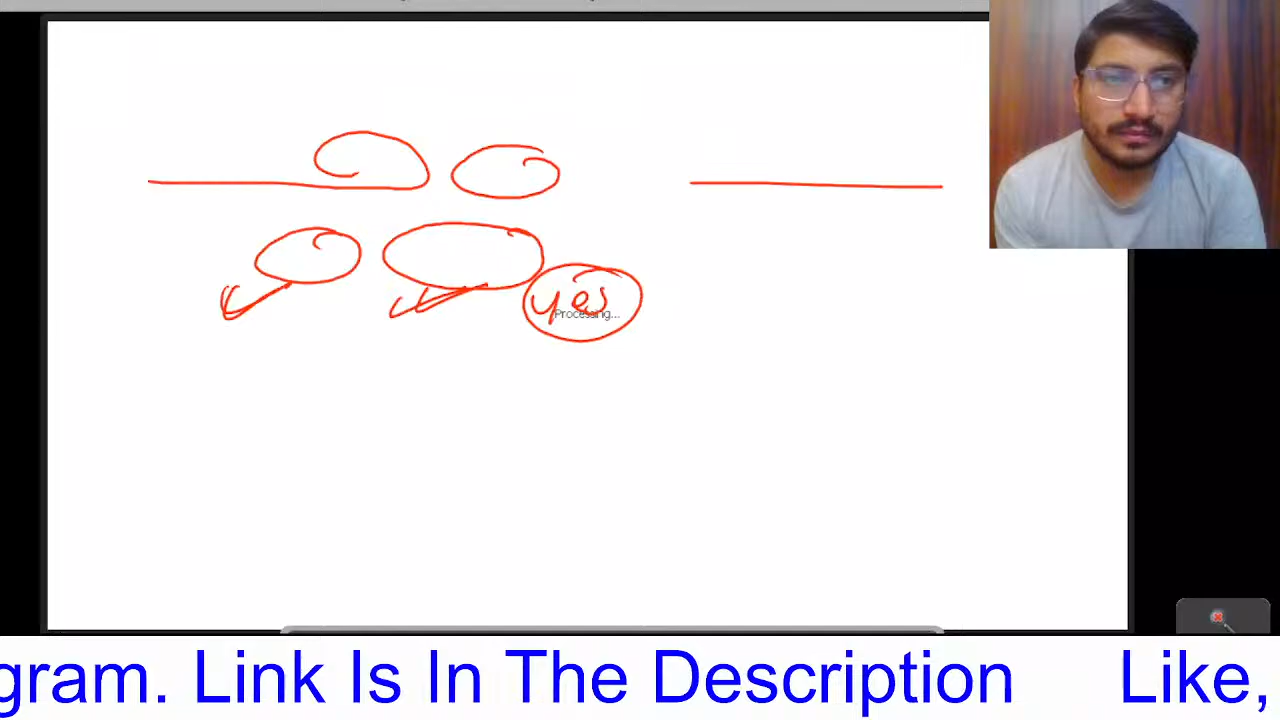 yes
Processing...
gram. Link Is In The Description Like,